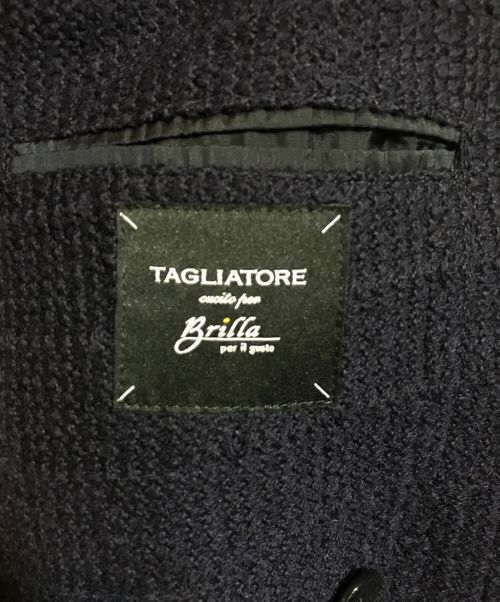 TAGLIATORE
cucito per
Brilla
per il gusto